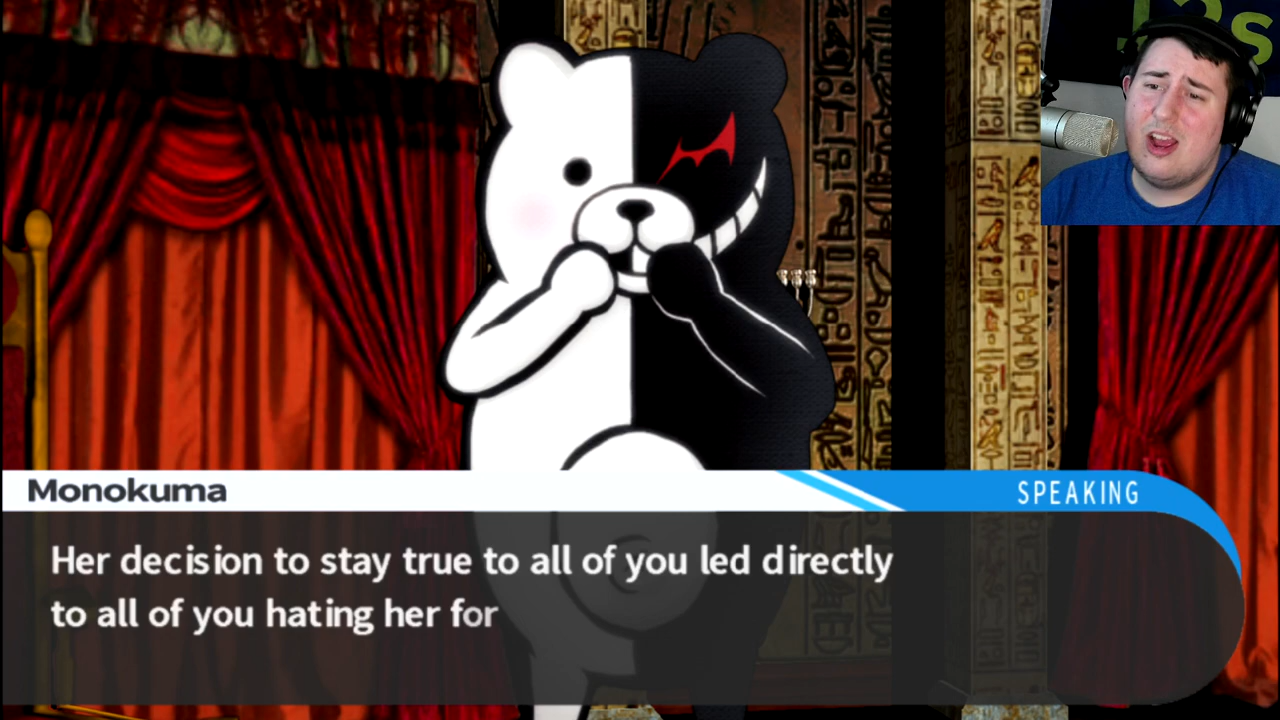 Monokuma
SPEAKING
Her decision to stay true to all of you led directly
to all of you hating her for